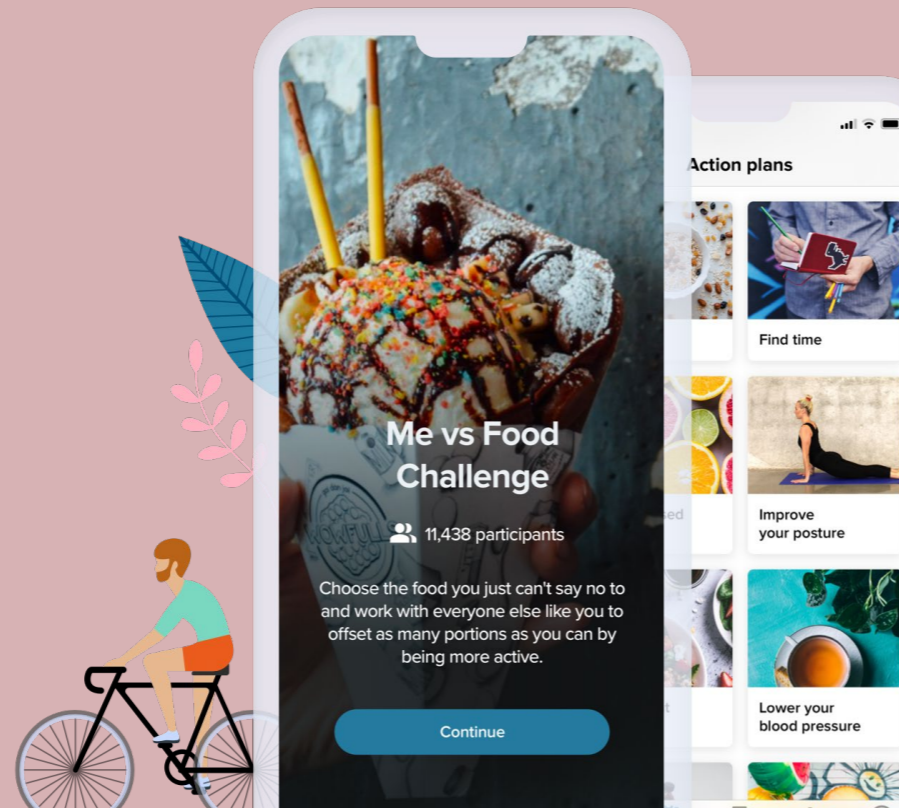 Me vs Food
Challenge
11,438 participants
Choose the food you just can't say no to
and work with everyone else like you to
offset as many portions as you can by
being more active.
Continue
Action plans
Find time
Improve
your posture
Lower your
blood pressure